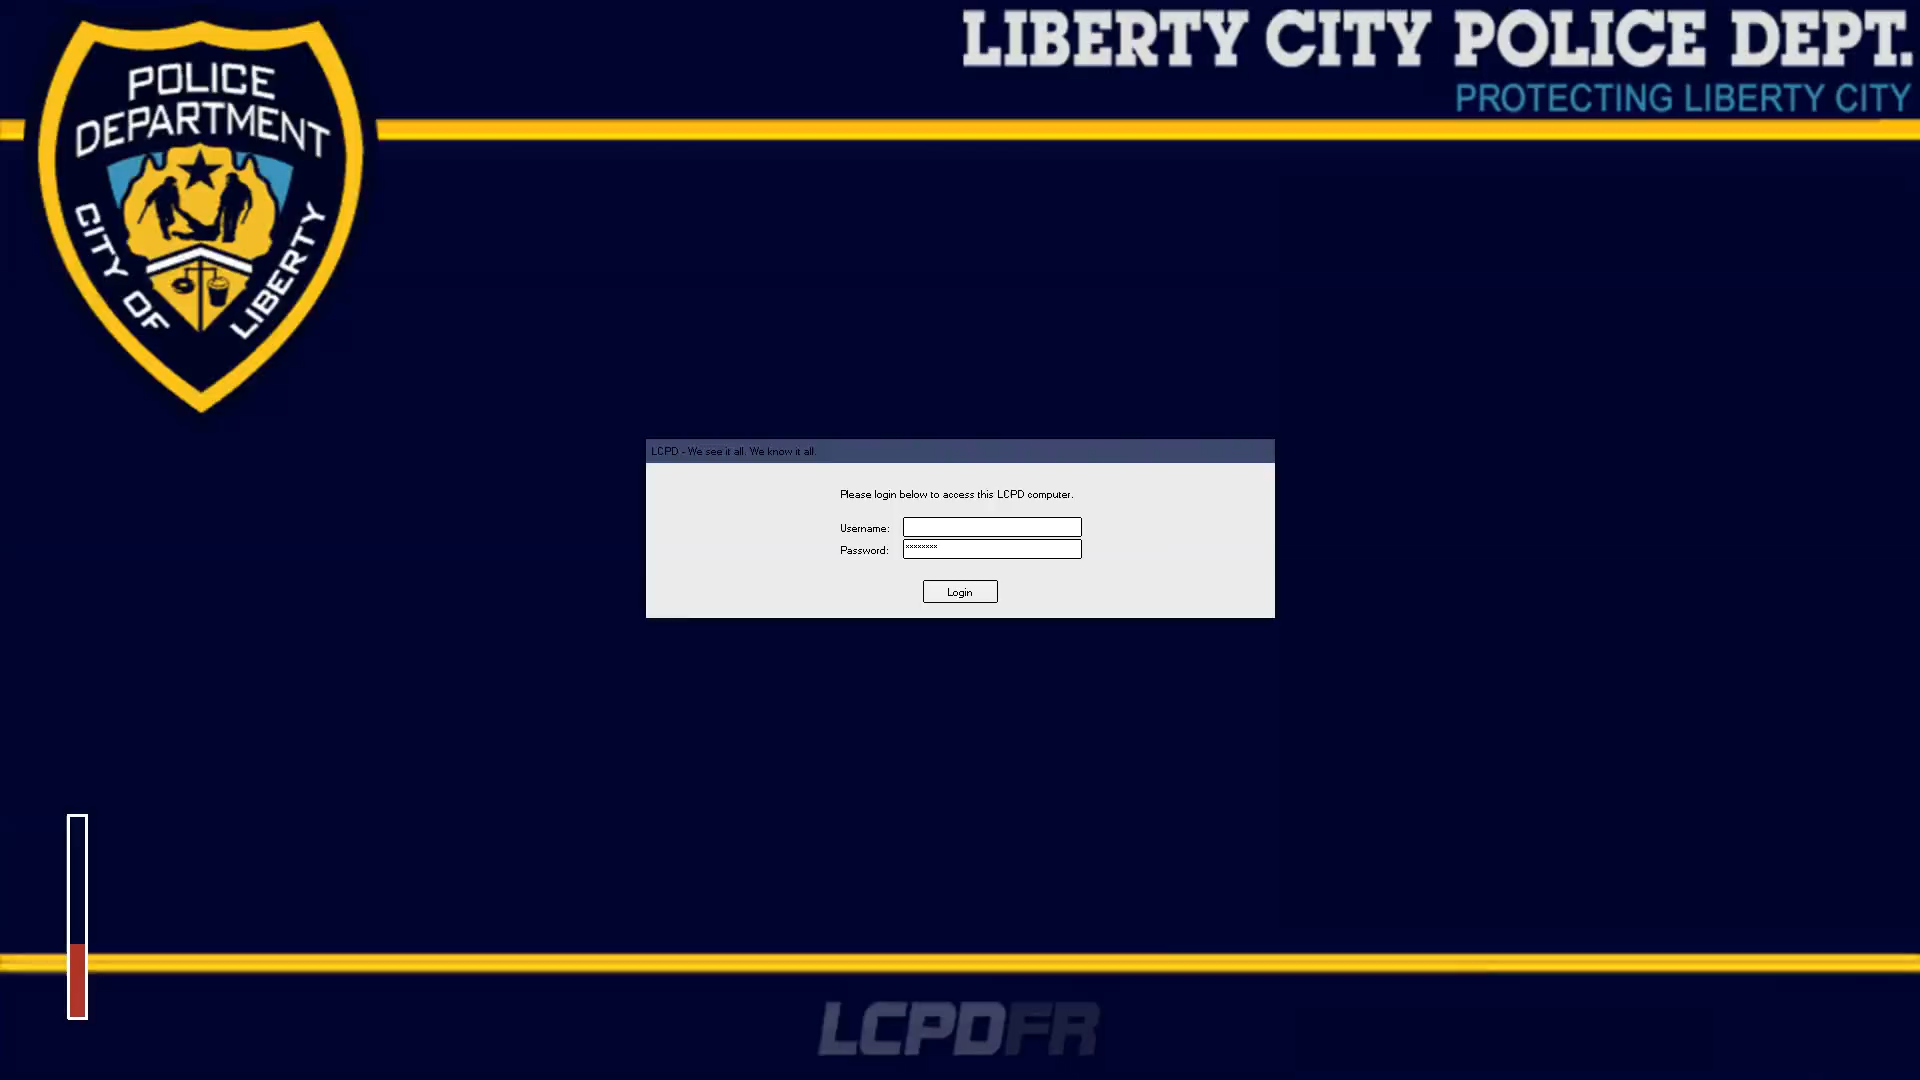 LIBERTY CITY POLICE DEPT.
PROTECTING LIBERTY CITY
POLICE
DEPARTMENT
CITY OF LIBERTY
LCPD - We see it all. We know it all.
Please login below to access this LCPD computer.
Username:
Password: ********
Login
LCPDFR